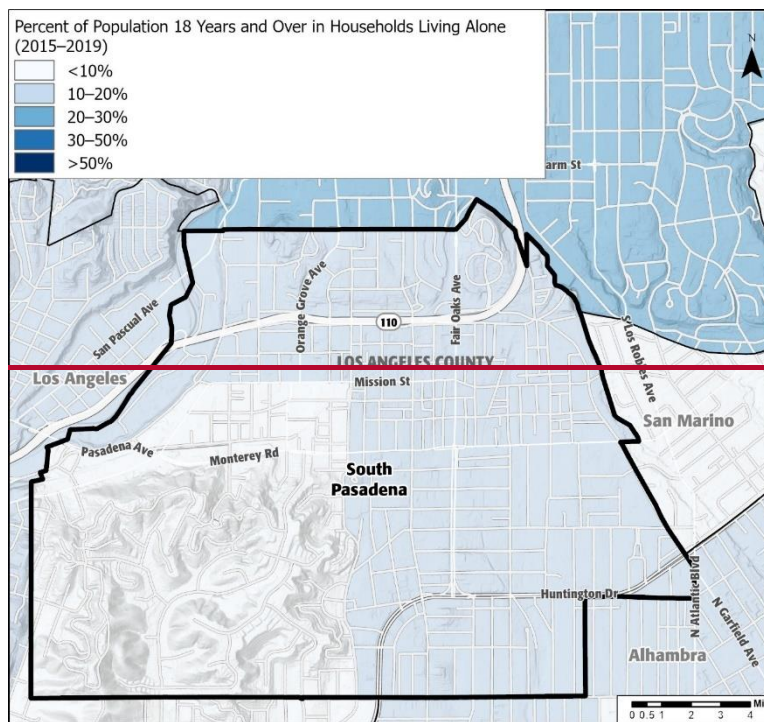 Percent of Population 18 Years and Over in Households Living Alone
(2015–2019)
<10%
10–20%
20–30%
30–50%
>50%
N
arm St
San Pascual Ave
Orange Grove Ave
110
Fair Oaks Ave
S Los Robles Ave
LOS ANGELES COUNTY
Los Angeles
Mission St
San Marino
Pasadena Ave
Monterey Rd
South
Pasadena
Huntington Dr
N Atlantic Blvd
N Garfield Ave
Alhambra
0 0.5 1 2 3 4 Mi